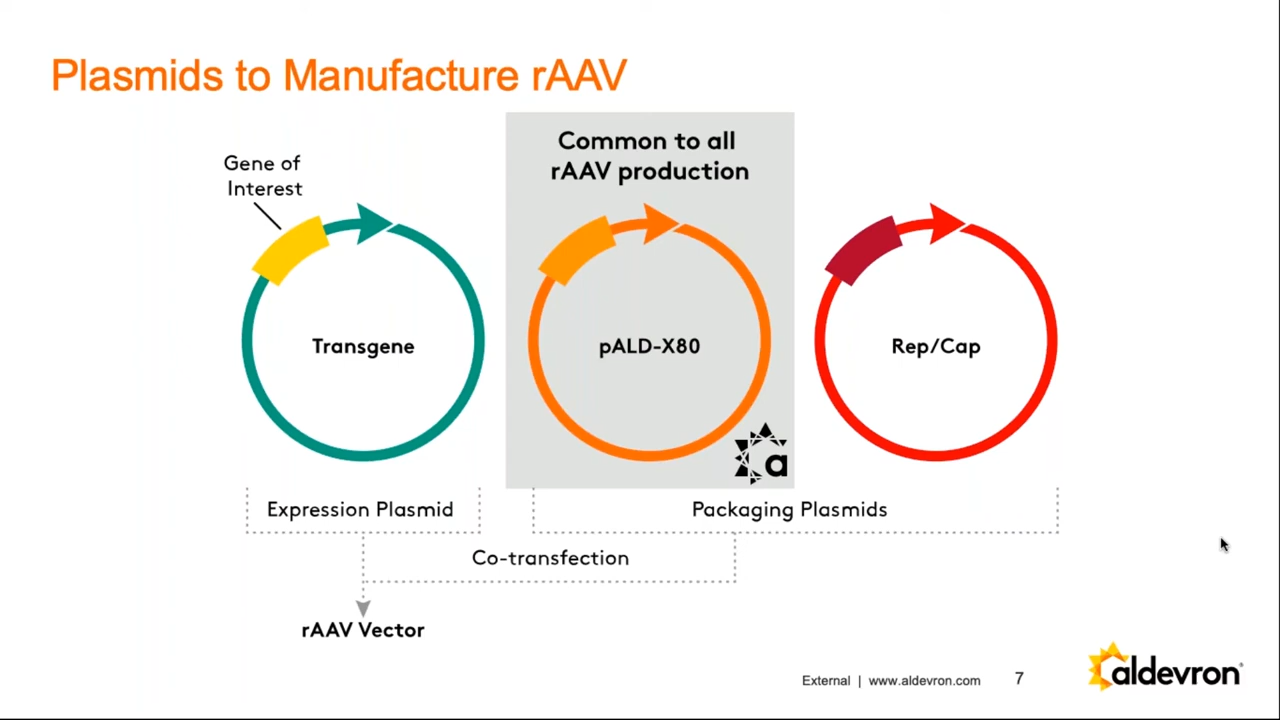 Plasmids to Manufacture rAAV
Gene of
Interest
Common to all
rAAV production
Transgene
pALD-X80
Rep/Cap
a
Expression Plasmid
Packaging Plasmids
Co-transfection
rAAV Vector
External | www.aldevron.com 7
aldevron®